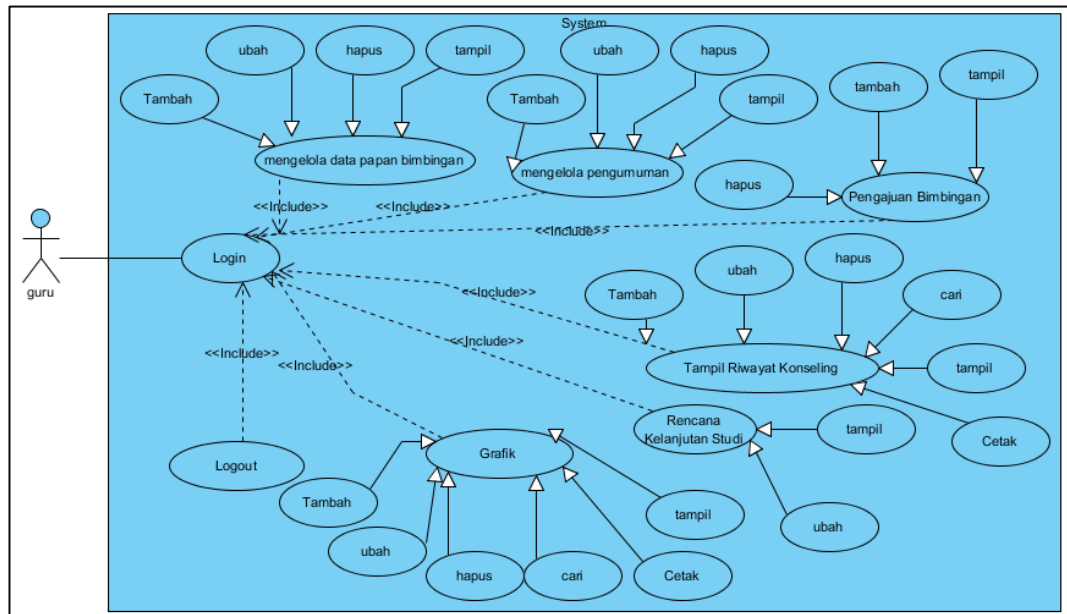 System
ubah
hapus
tampil
Tambah
mengelola data papan bimbingan
ubah
hapus
Tambah
tampil
mengelola pengumuman
tambah
tampil
hapus
Pengajuan Bimbingan
<<Include>>
<<Include>>
<<Include>>
guru
Login
Tambah
ubah
hapus
cari
tampil
Cetak
Tampil Riwayat Konseling
<<Include>>
<<Include>>
<<Include>>
<<Include>>
Rencana
Kelanjutan Studi
tampil
ubah
Logout
Grafik
Tambah
ubah
hapus
cari
Cetak
tampil